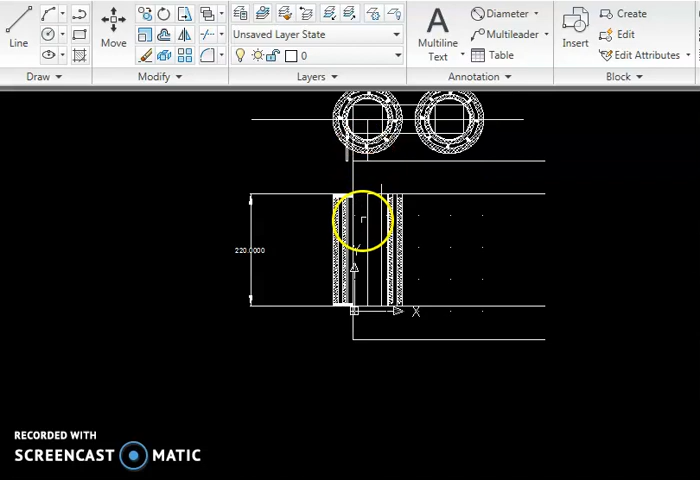 Line
Move
Unsaved Layer State
0
A
Multiline
Text
Diameter
Multileader
Table
Insert
Create
Edit
Edit Attributes
Draw
Modify
Layers
Annotation
Block
220.0000
Y
X
RECORDED WITH
SCREENCAST MATIC